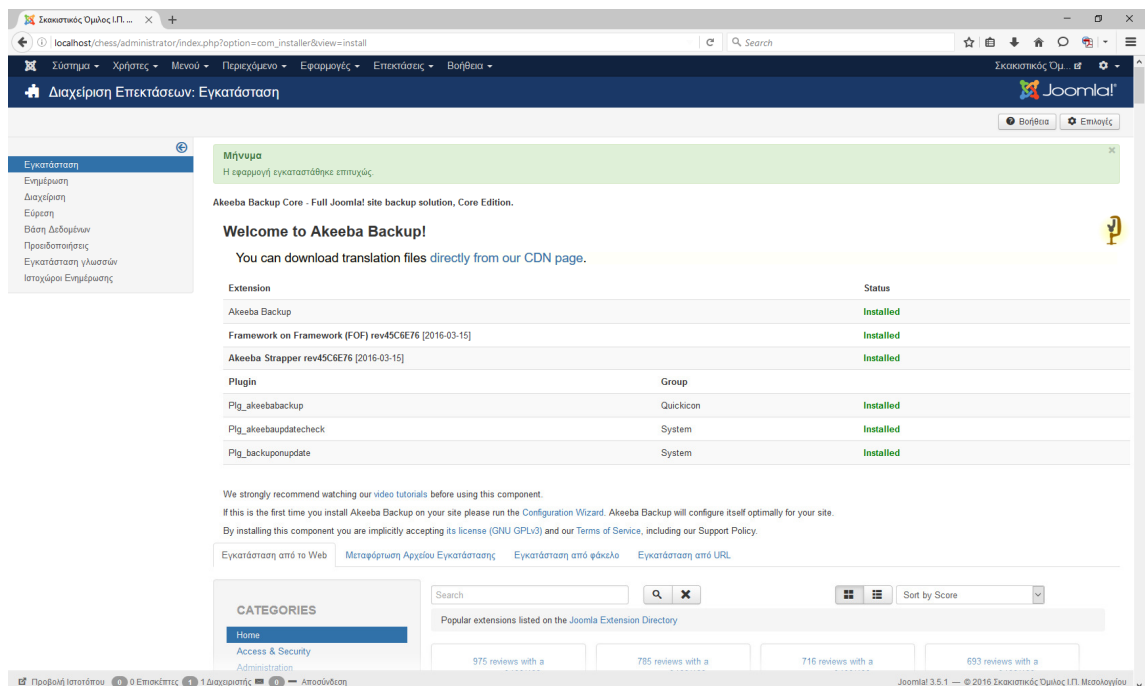 Σκακιστικός Όμιλος Ι.Π. ...
localhost/chess/administrator/index.php?option=com_installer&view=install
Search
Σύστημα Χρήστες Μενού Περιεχόμενο Εφαρμογές Επεκτάσεις Βοήθεια Σκακιστικός Όμ...
Διαχείριση Επεκτάσεων: Εγκατάσταση
Joomla!
Βοήθεια Επιλογές
Εγκατάσταση
Ενημέρωση
Διαχείριση
Εύρεση
Βάση Δεδομένων
Προειδοποιήσεις
Εγκατάσταση γλωσσών
Ιστοχώροι Ενημέρωσης
Μήνυμα
Η εφαρμογή εγκαταστάθηκε επιτυχώς.
Akeeba Backup Core - Full Joomla! site backup solution, Core Edition.
Welcome to Akeeba Backup!
You can download translation files directly from our CDN page.
Extension Status
Akeeba Backup Installed
Framework on Framework (FOF) rev45C6E76 [2016-03-15] Installed
Akeeba Strapper rev45C6E76 [2016-03-15] Installed
Plugin Group
Plg_akeebabackup Quickicon Installed
Plg_akeebaupdatecheck System Installed
Plg_backuponupdate System Installed
We strongly recommend watching our video tutorials before using this component.
If this is the first time you install Akeeba Backup on your site please run the Configuration Wizard. Akeeba Backup will configure itself optimally for your site.
By installing this component you are implicitly accepting its license (GNU GPLv3) and our Terms of Service, including our Support Policy.
Εγκατάσταση από το Web Μεταφόρτωση Αρχείου Εγκατάστασης Εγκατάσταση από φάκελο Εγκατάσταση από URL
CATEGORIES
Home
Access & Security
Administration
Search Sort by Score
Popular extensions listed on the Joomla Extension Directory
975 reviews with a 785 reviews with a 716 reviews with a 693 reviews with a
Προβολή Ιστοτόπου 0 0 Επισκέπτες 1 1 Διαχειριστής 0 Αποσύνδεση Joomla! 3.5.1 — © 2016 Σκακιστικός Όμιλος Ι.Π. Μεσολογγίου